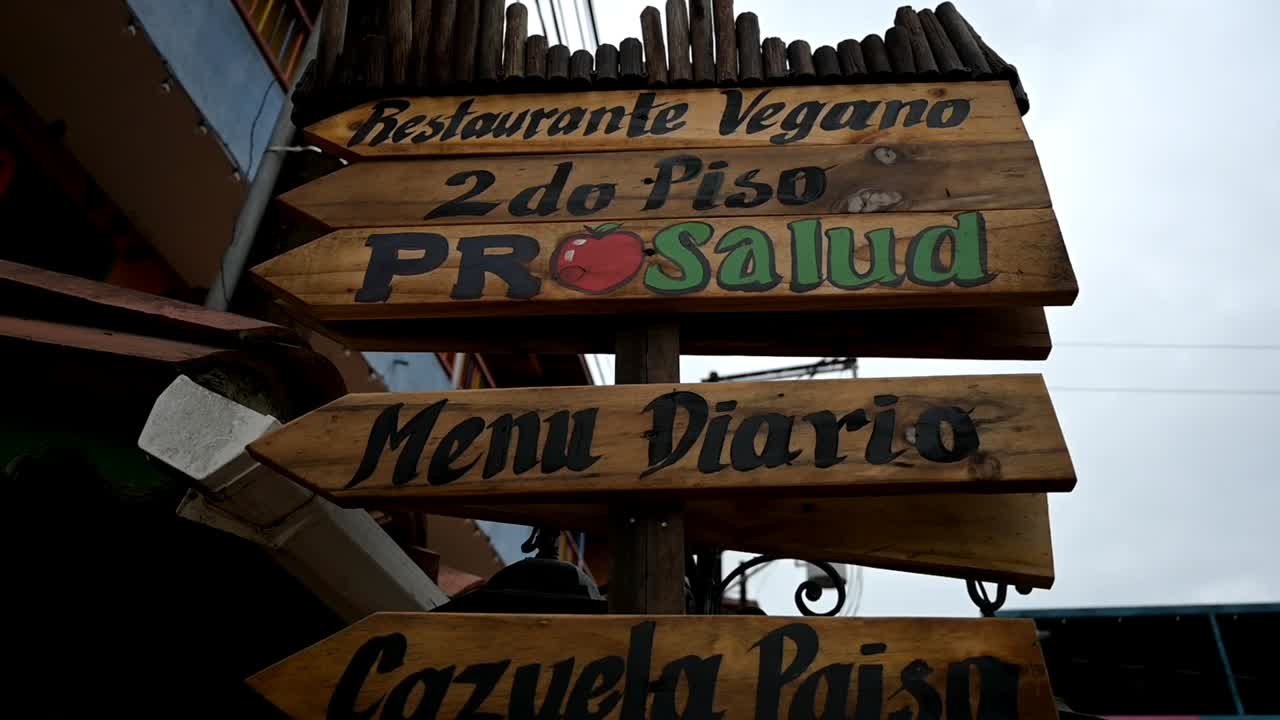 Restaurante Vegano
2do Piso
PROSalud
Menu Diario
Cazuela Paisa